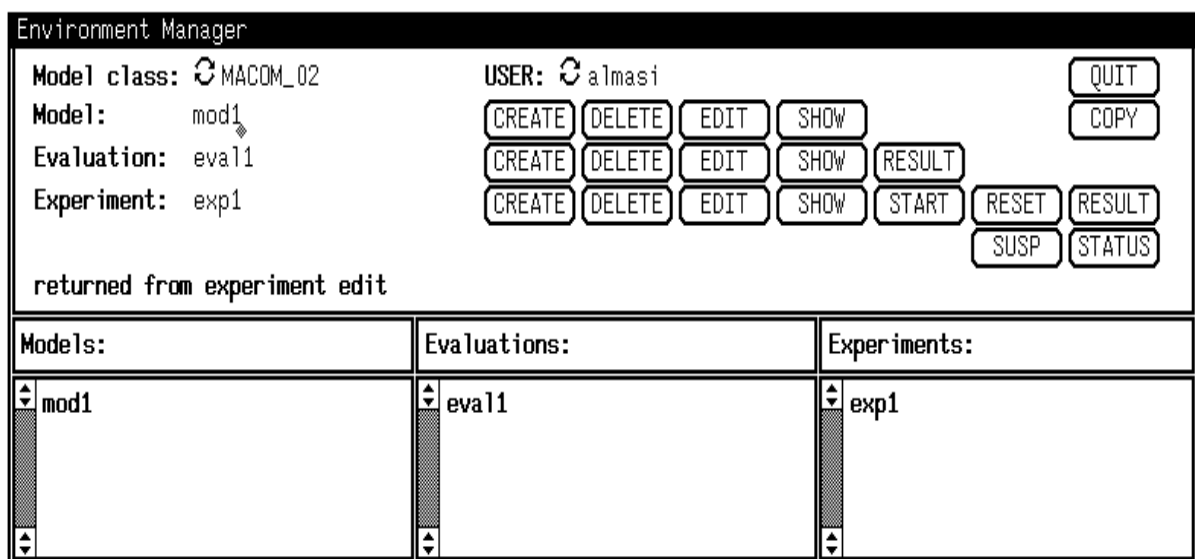 Environment Manager
Model class: MACOM_02 USER: almasi QUIT
Model: mod1 CREATE DELETE EDIT SHOW COPY
Evaluation: eval1 CREATE DELETE EDIT SHOW RESULT
Experiment: exp1 CREATE DELETE EDIT SHOW START RESET RESULT
SUSP STATUS
returned from experiment edit
Models: Evaluations: Experiments:
mod1 eval1 exp1